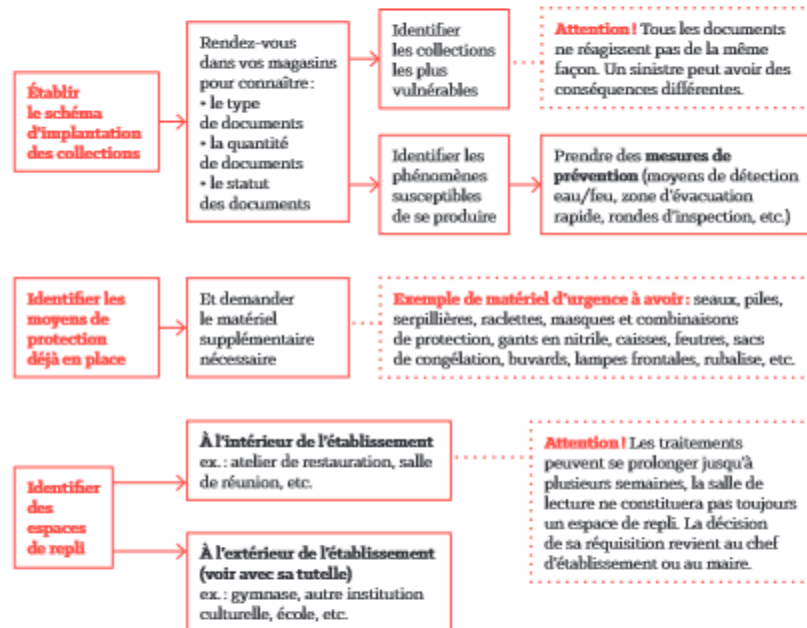 Établir
le schéma
d'implantation
des collections
Rendez-vous
dans vos magasins
pour connaître :
• le type
de documents
• la quantité
de documents
• le statut
des documents
Identifier
les collections
les plus
vulnérables
Attention ! Tous les documents
ne réagissent pas de la même
façon. Un sinistre peut avoir des
conséquences différentes.
Identifier les
phénomènes
susceptibles
de se produire
Prendre des mesures de
prévention (moyens de détection
eau/feu, zone d'évacuation
rapide, rondes d'inspection, etc.)
Identifier les
moyens de
protection
déjà en place
Et demander
le matériel
supplémentaire
nécessaire
Exemple de matériel d'urgence à avoir : seaux, piles,
serpillières, raclettes, masques et combinaisons
de protection, gants en nitrile, caisses, feutres, sacs
de congélation, buvards, lampes frontales, rubalise, etc.
Identifier
des
espaces
de repli
À l'intérieur de l'établissement
ex. : atelier de restauration, salle
de réunion, etc.
Attention ! Les traitements
peuvent se prolonger jusqu'à
plusieurs semaines, la salle de
lecture ne constituera pas toujours
un espace de repli. La décision
de sa réquisition revient au chef
d'établissement ou au maire.
À l'extérieur de l'établissement
(voir avec sa tutelle)
ex. : gymnase, autre institution
culturelle, école, etc.